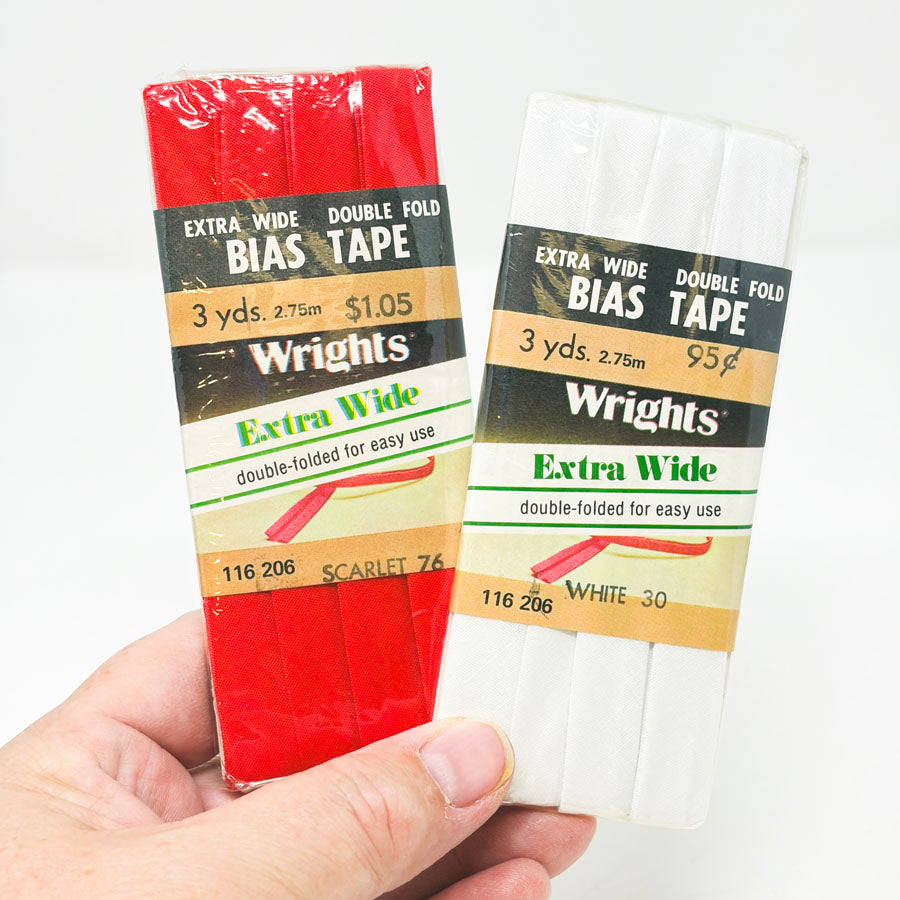 EXTRA WIDE DOUBLE FOLD
BIAS TAPE
3 yds. 2.75m $1.05
Wrights
Extra Wide
double-folded for easy use
116 206 SCARLET 76
EXTRA WIDE DOUBLE FOLD
BIAS TAPE
3 yds. 2.75m 95¢
Wrights®
Extra Wide
double-folded for easy use
116 206 WHITE 30